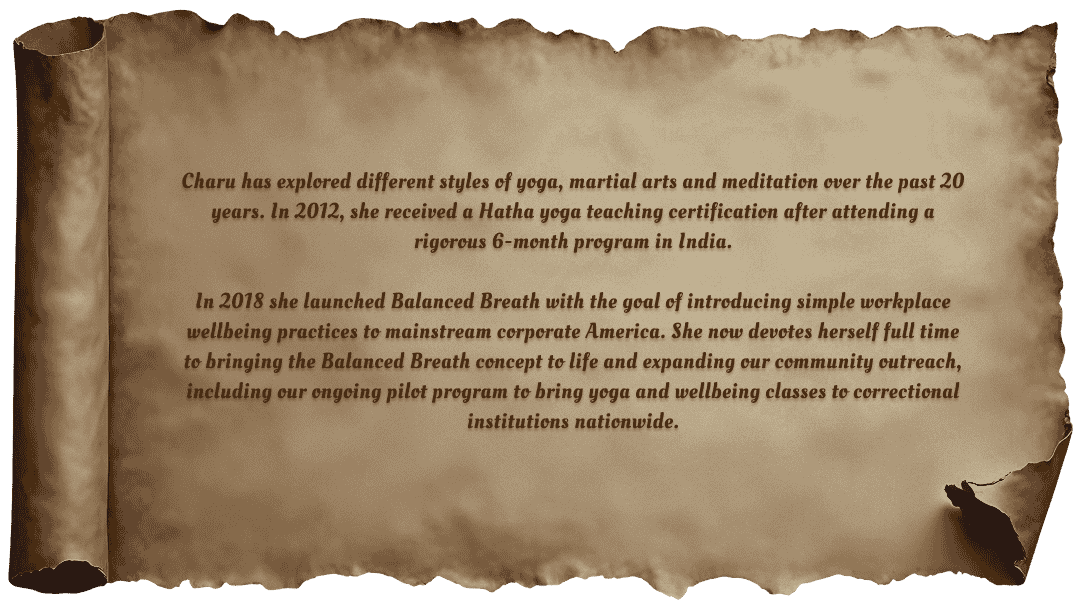 Charu has explored different styles of yoga, martial arts and meditation over the past 20
years. In 2012, she received a Hatha yoga teaching certification after attending a
rigorous 6-month program in India.
In 2018 she launched Balanced Breath with the goal of introducing simple workplace
wellbeing practices to mainstream corporate America. She now devotes herself full time
to bringing the Balanced Breath concept to life and expanding our community outreach,
including our ongoing pilot program to bring yoga and wellbeing classes to correctional
institutions nationwide.